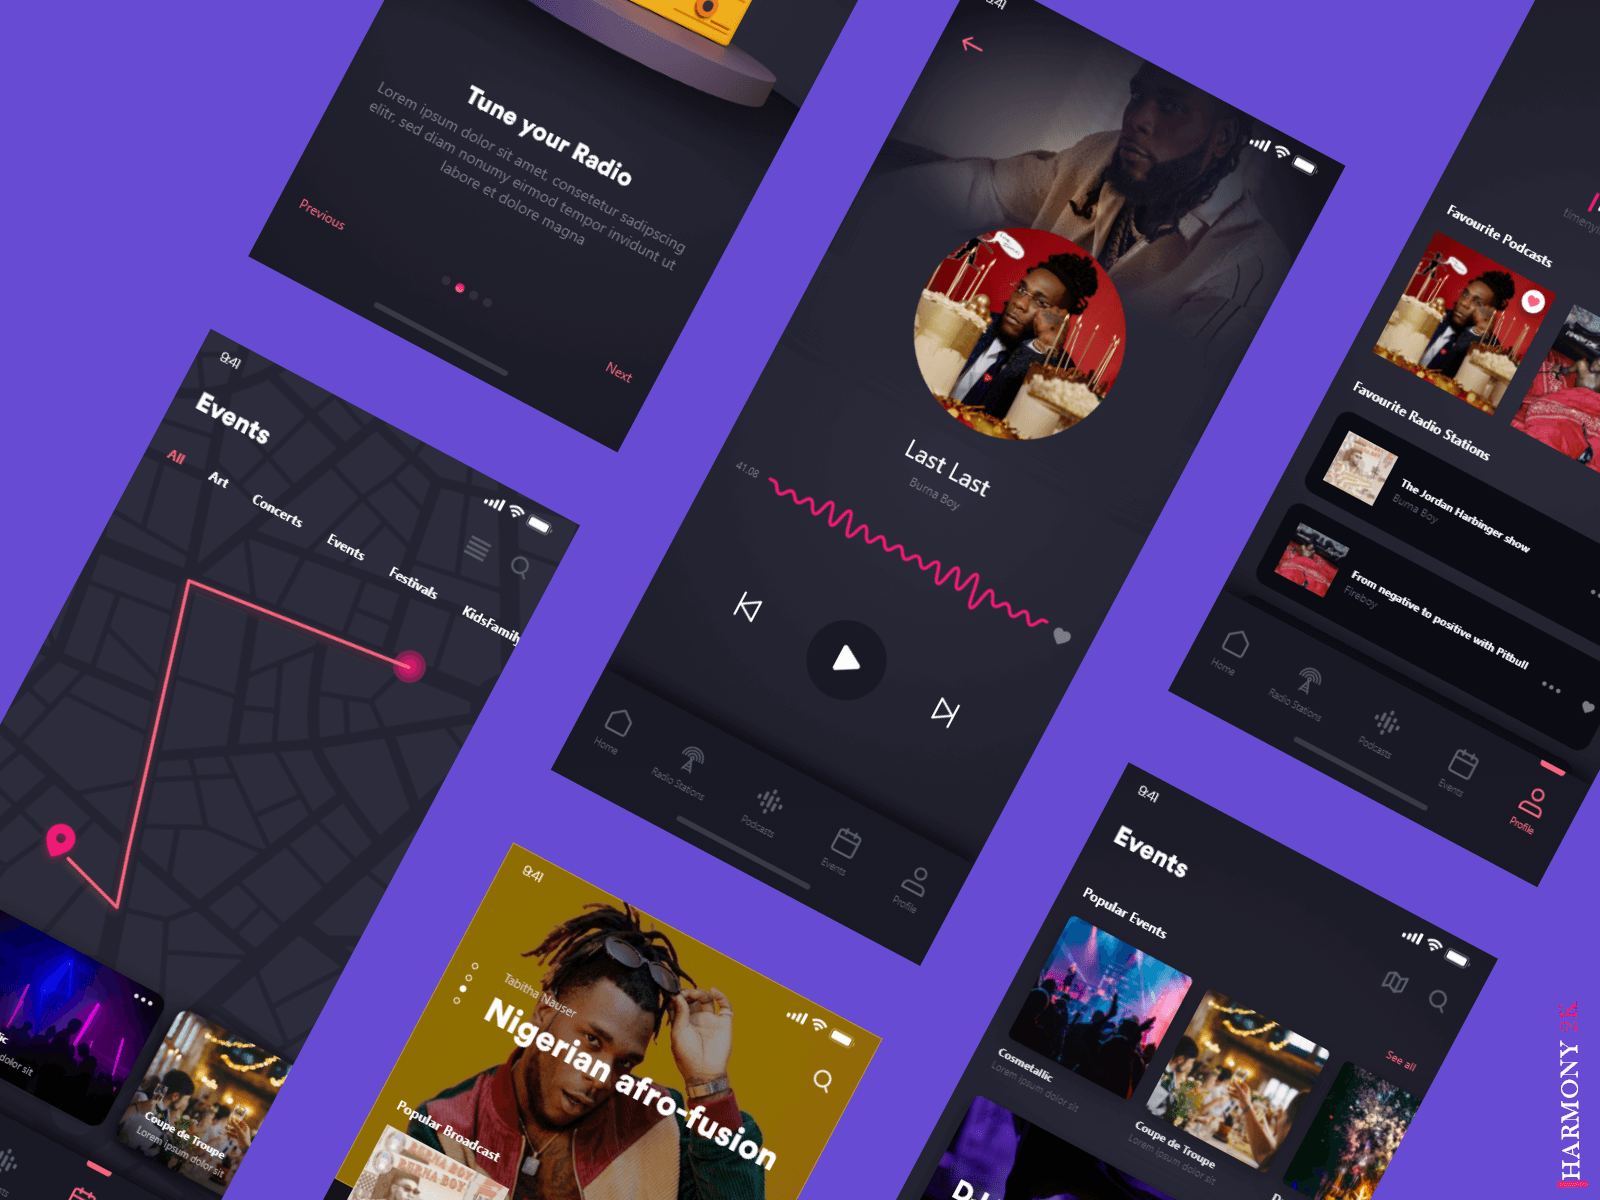 Tune your Radio
Lorem ipsum dolor sit amet, consetetur sadipscing
elitr, sed diam nonumy eirmod tempor invidunt ut
labore et dolore magna
Previous
Next
9:41
Last Last
Burna Boy
41.08
Home
Radio Stations
Podcasts
Events
Profile
Favourite Podcasts
Favourite Radio Stations
The Jordan Harbinger show
Burna Boy
From negative to positive with Pitbull
Fireboy
Home
Radio Stations
Podcasts
Events
Profile
9:41
Events
All
Art
Concerts
Events
Festivals
KidsFamily
Coupe de Troupe
Lorem ipsum dolor sit
9:41
Tabitha Nauser
Nigerian afro-fusion
Popular Broadcast
BURNA BOY
9:41
Events
Popular Events
See all
Cosmetallic
Lorem ipsum dolor sit
Coupe de Troupe
Lorem ipsum dolor sit
HARMONY 2K